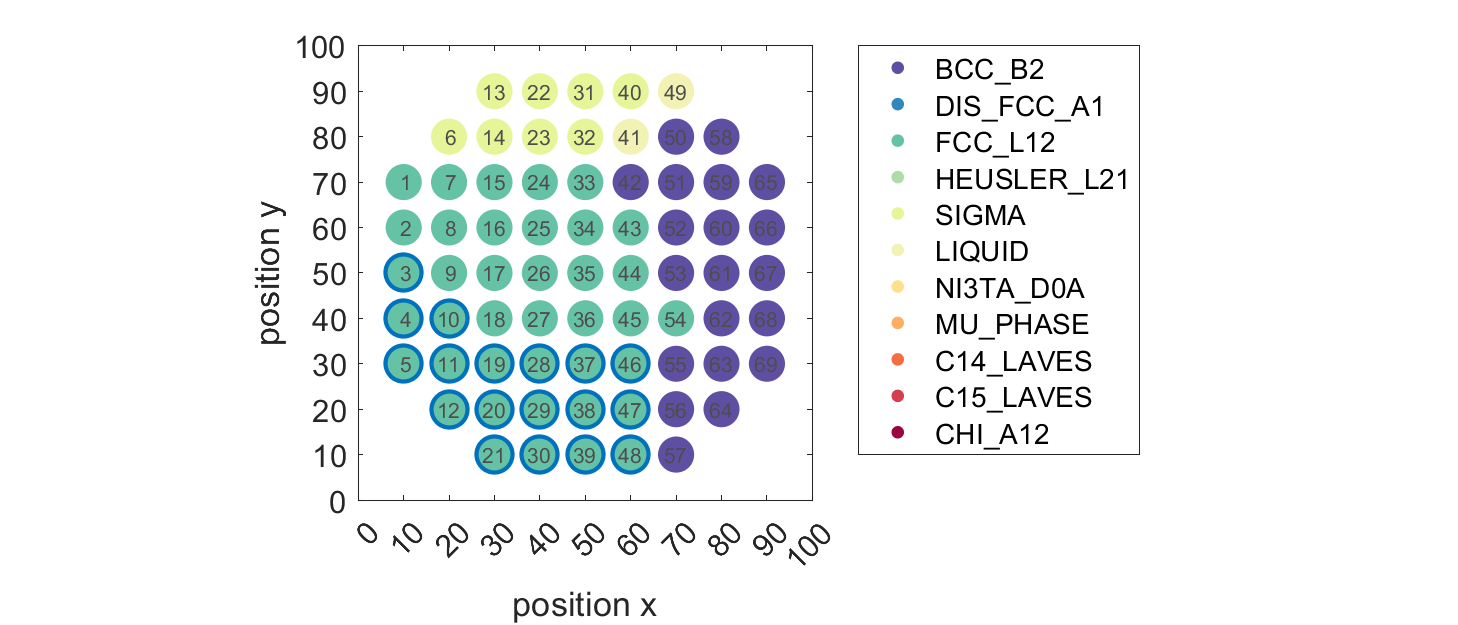 100
90
80
70
60
50
40
30
20
10
0
position y
13 22 31 40 49
6 14 23 32 41 50 58
1 7 15 24 33 42 51 59 65
2 8 16 25 34 43 52 60 66
3 9 17 26 35 44 53 61 67
4 10 18 27 36 45 54 62 68
5 11 19 28 37 46 55 63 69
12 20 29 38 47 56 64
21 30 39 48 57
0 10 20 30 40 50 60 70 80 90 100
position x
BCC_B2
DIS_FCC_A1
FCC_L12
HEUSLER_L21
SIGMA
LIQUID
NI3TA_D0A
MU_PHASE
C14_LAVES
C15_LAVES
CHI_A12